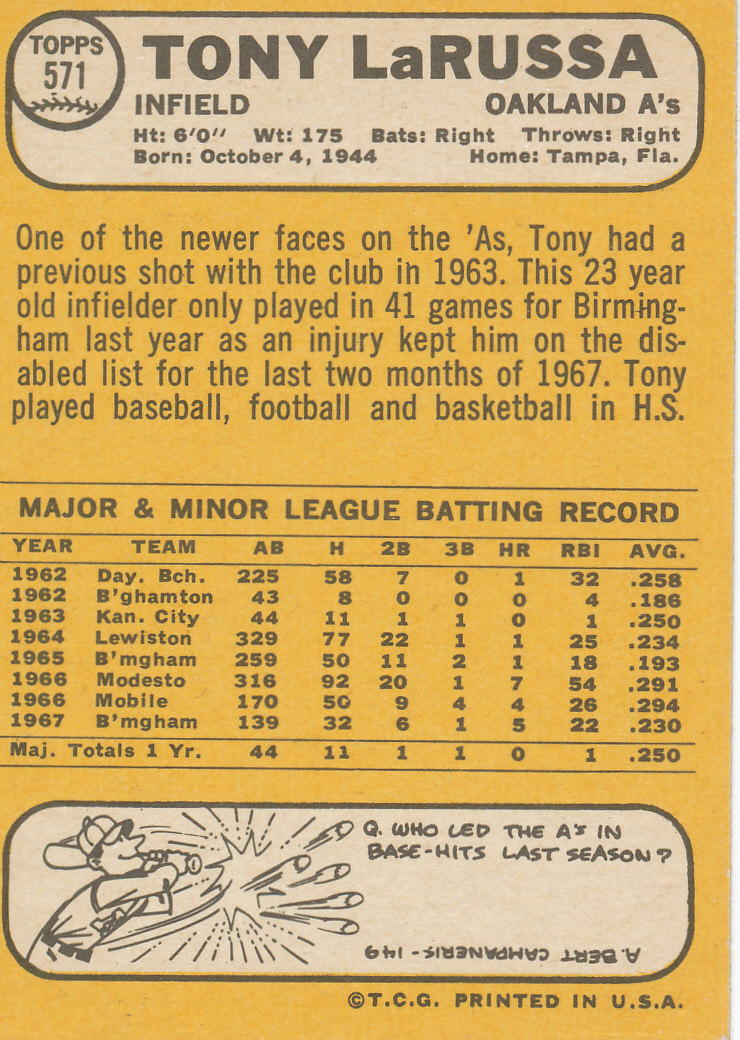 TOPPS
571
TONY LaRUSSA
INFIELD OAKLAND A's
Ht: 6'0" Wt: 175 Bats: Right Throws: Right
Born: October 4, 1944 Home: Tampa, Fla.
One of the newer faces on the 'As, Tony had a
previous shot with the club in 1963. This 23 year
old infielder only played in 41 games for Birming-
ham last year as an injury kept him on the dis-
abled list for the last two months of 1967. Tony
played baseball, football and basketball in H.S.
MAJOR & MINOR LEAGUE BATTING RECORD
YEAR TEAM AB H 2B 3B HR RBI AVG.
1962 Day. Bch. 225 58 7 0 1 32 .258
1962 B'ghamton 43 8 0 0 0 4 .186
1963 Kan. City 44 11 1 1 0 1 .250
1964 Lewiston 329 77 22 1 1 25 .234
1965 B'mgham 259 50 11 2 1 18 .193
1966 Modesto 316 92 20 1 7 54 .291
1966 Mobile 170 50 9 4 4 26 .294
1967 B'mgham 139 32 6 1 5 22 .230
Maj. Totals 1 Yr. 44 11 1 1 0 1 .250
Q. WHO LED THE A's IN
BASE-HITS LAST SEASON?
A. BERT CAMPANERIS-149
©T.C.G. PRINTED IN U.S.A.